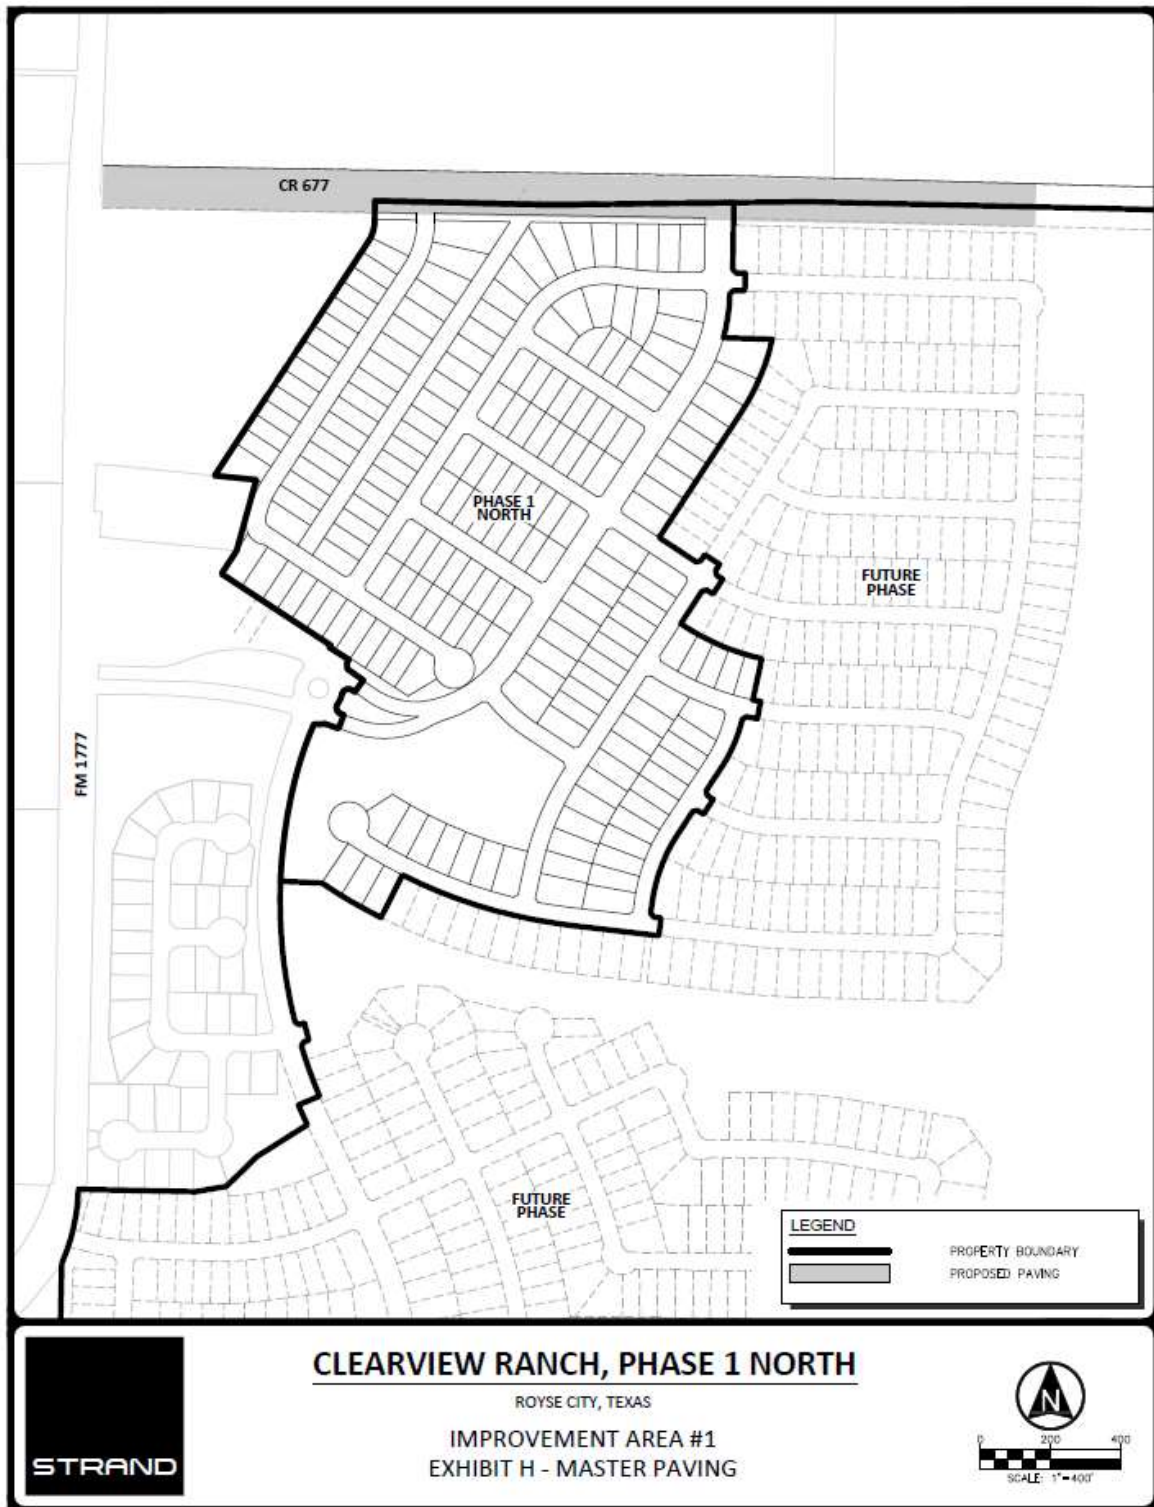 CR 677
PHASE 1
NORTH
FUTURE
PHASE
FM 1777
FUTURE
PHASE
LEGEND
PROPERTY BOUNDARY
PROPOSED PAVING
STRAND
CLEARVIEW RANCH, PHASE 1 NORTH
ROYSE CITY, TEXAS
IMPROVEMENT AREA #1
EXHIBIT H - MASTER PAVING
N
0 200 400
SCALE: 1"=400'